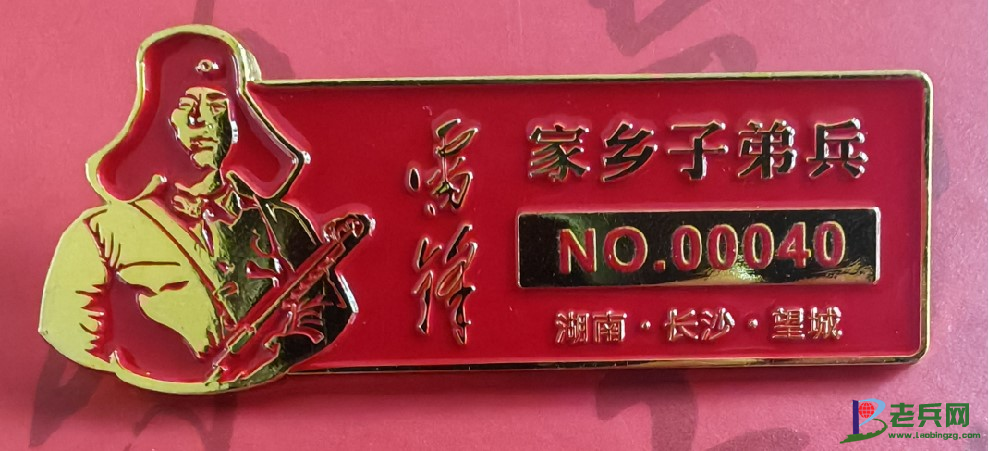 雷锋
家乡子弟兵
NO.00040
湖南·长沙·望城
老兵网
www.Laobingzg.com